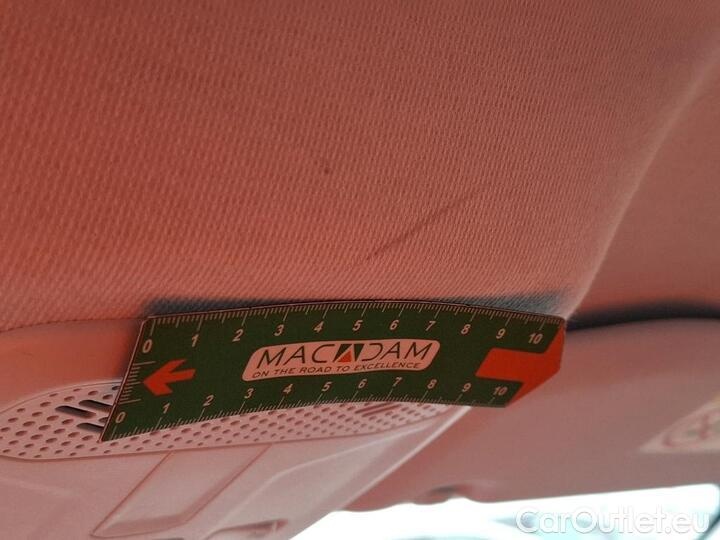 0 1 2 3 4 5 6 7 8 9 10
MACADAM
ON THE ROAD TO EXCELLENCE
0 1 2 3 4 5 6 7 8 9 10
CarOutlet.eu